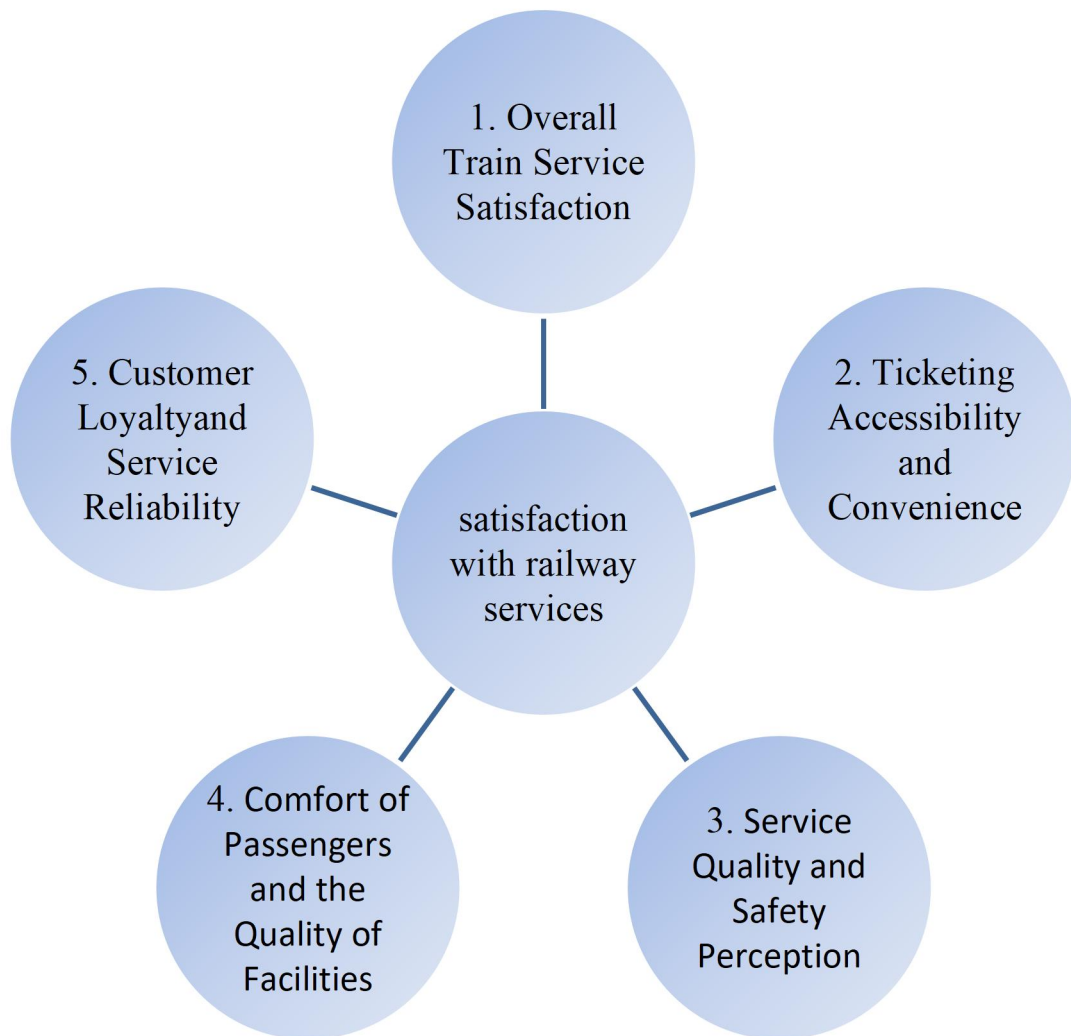 1. Overall
Train Service
Satisfaction
2. Ticketing
Accessibility
and
Convenience
3. Service
Quality and
Safety
Perception
4. Comfort of
Passengers
and the
Quality of
Facilities
5. Customer
Loyaltyand
Service
Reliability
satisfaction
with railway
services